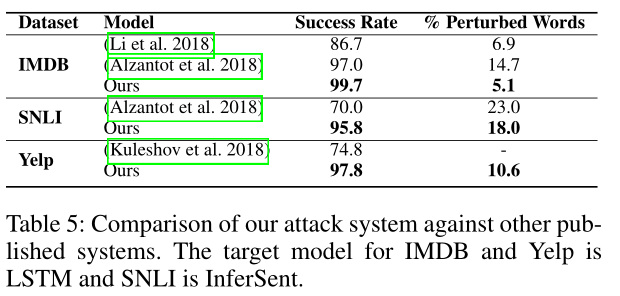 Dataset Model Success Rate % Perturbed Words
IMDB (Li et al. 2018) 86.7 6.9
(Alzantot et al. 2018) 97.0 14.7
Ours 99.7 5.1
SNLI (Alzantot et al. 2018) 70.0 23.0
Ours 95.8 18.0
Yelp (Kuleshov et al. 2018) 74.8 -
Ours 97.8 10.6
Table 5: Comparison of our attack system against other pub-
lished systems. The target model for IMDB and Yelp is
LSTM and SNLI is InferSent.